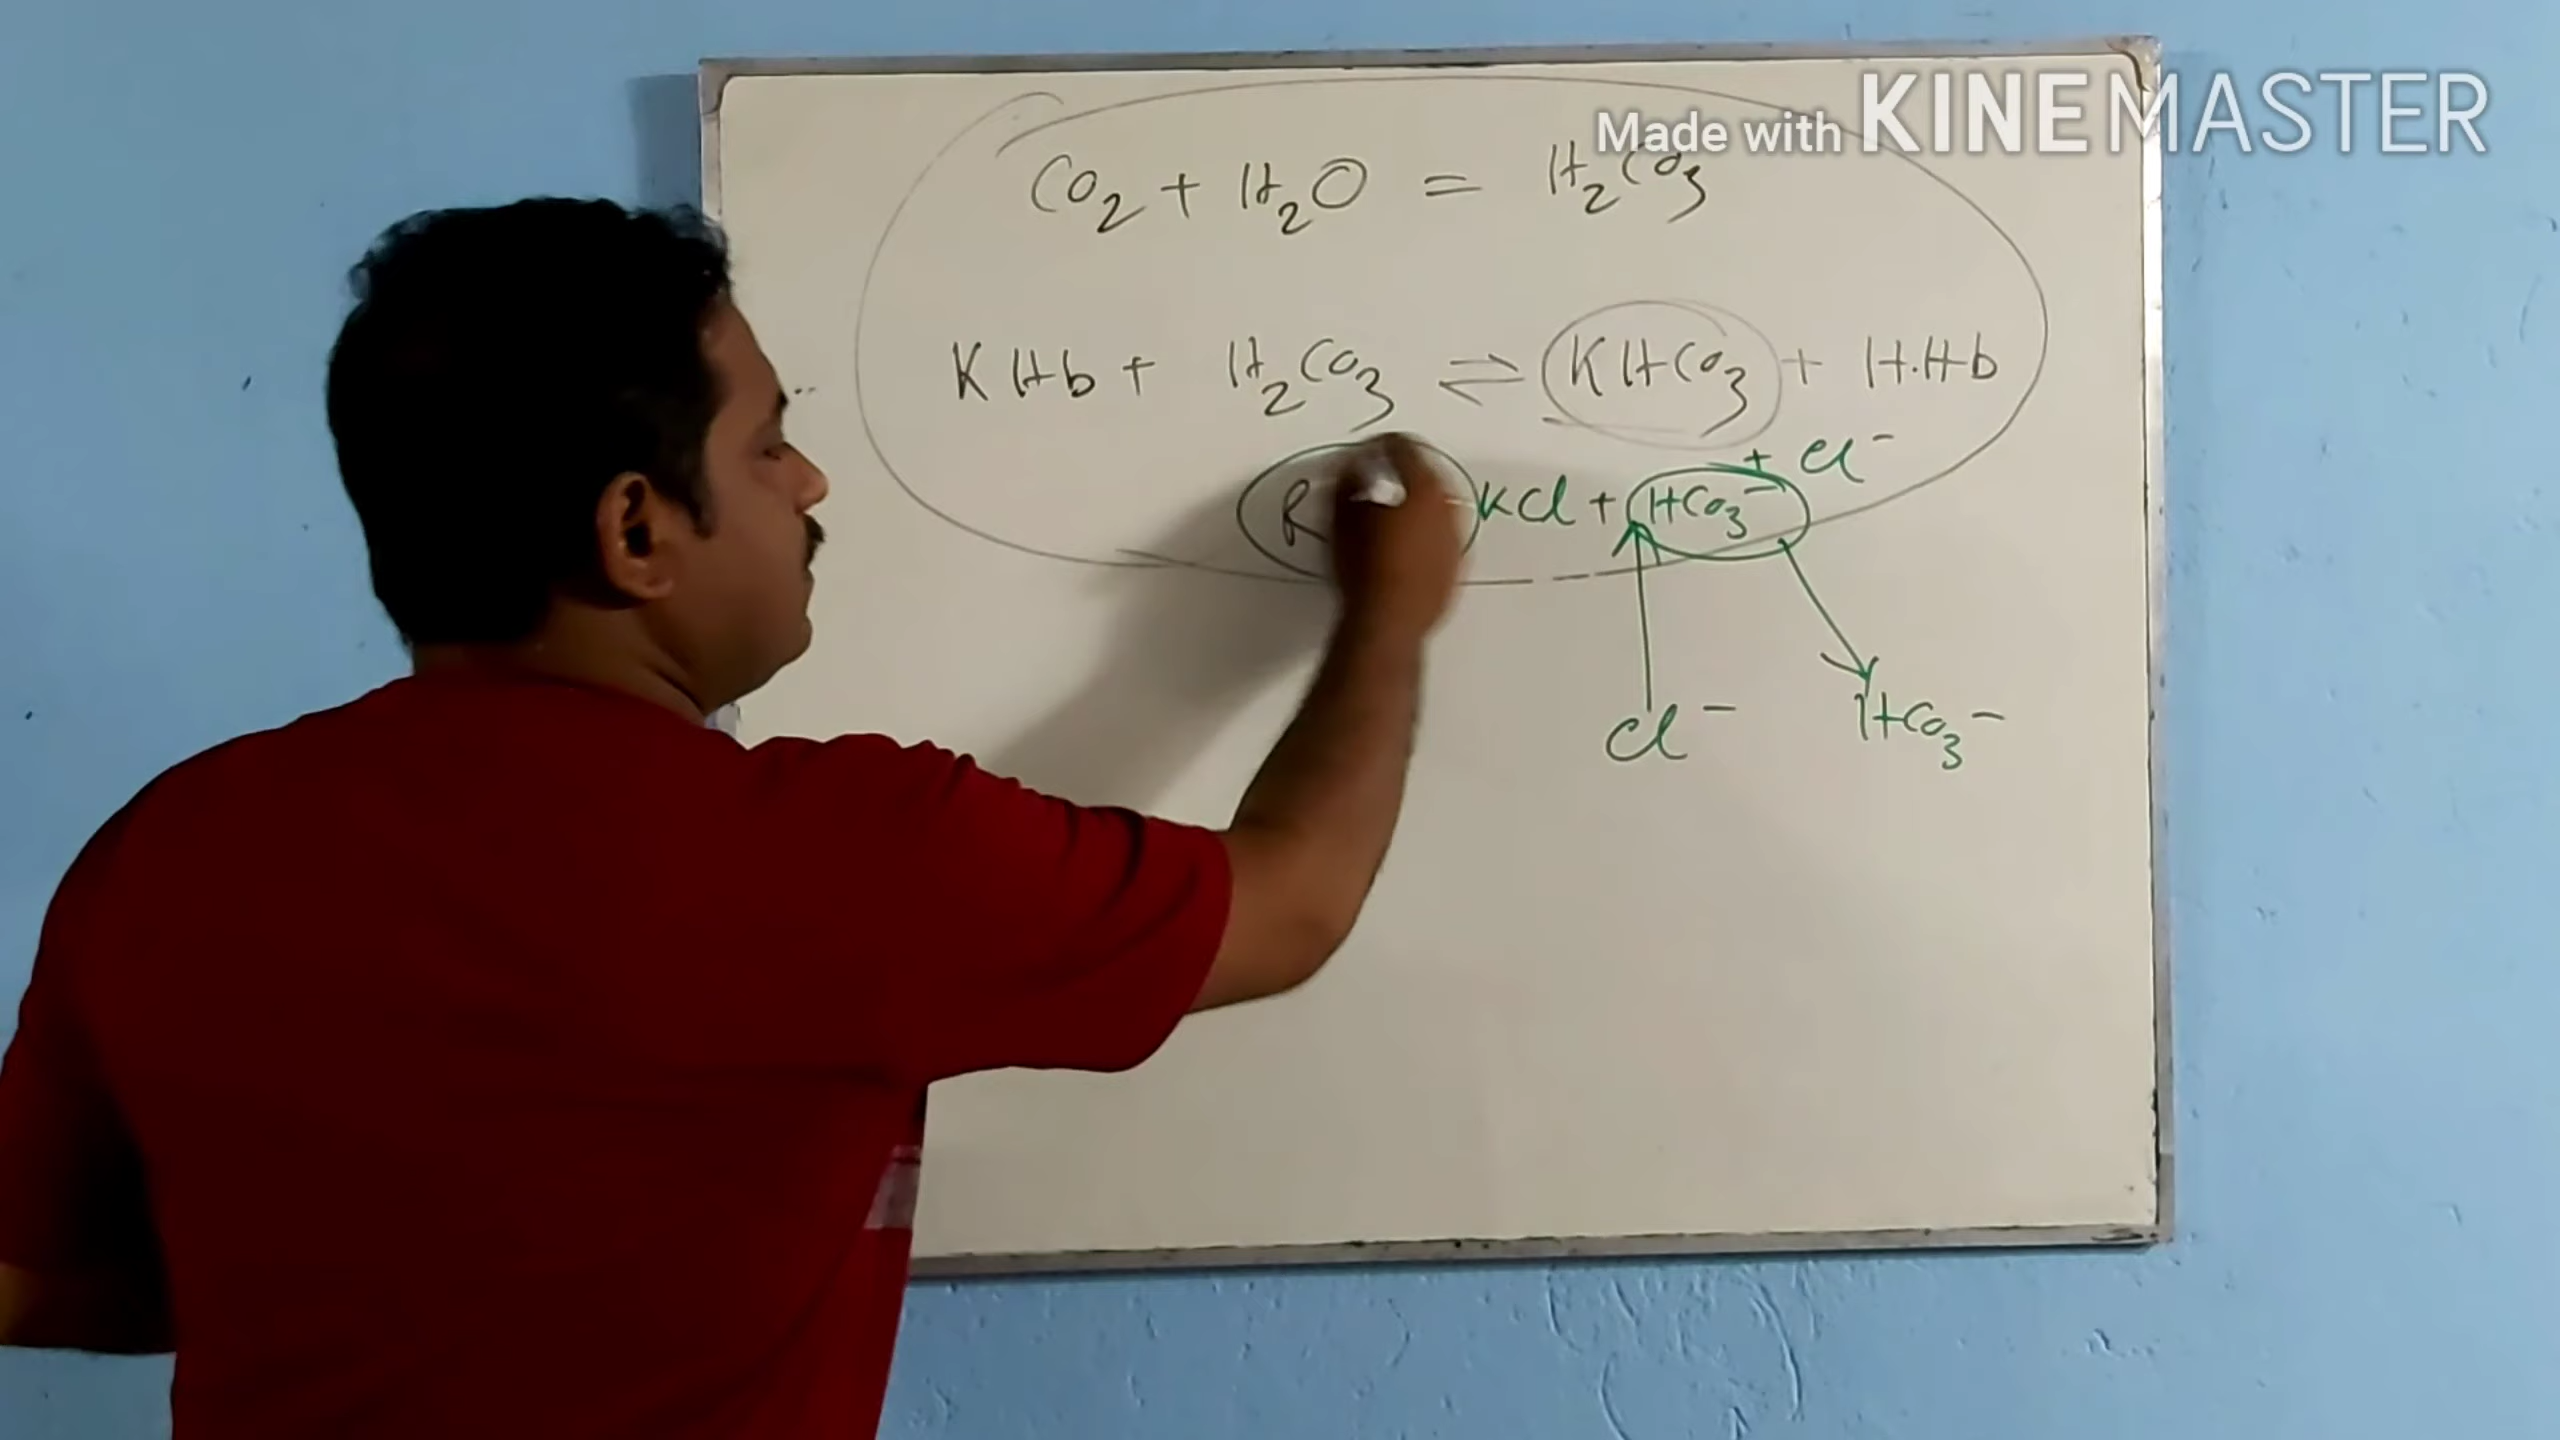 Made with KINEMASTER
CO2 + H2O = H2CO3
KHb + H2CO3 ⇌ KHCO3 + H.Hb
+ Cl-
R KCl + HCO3-
Cl- HCO3-